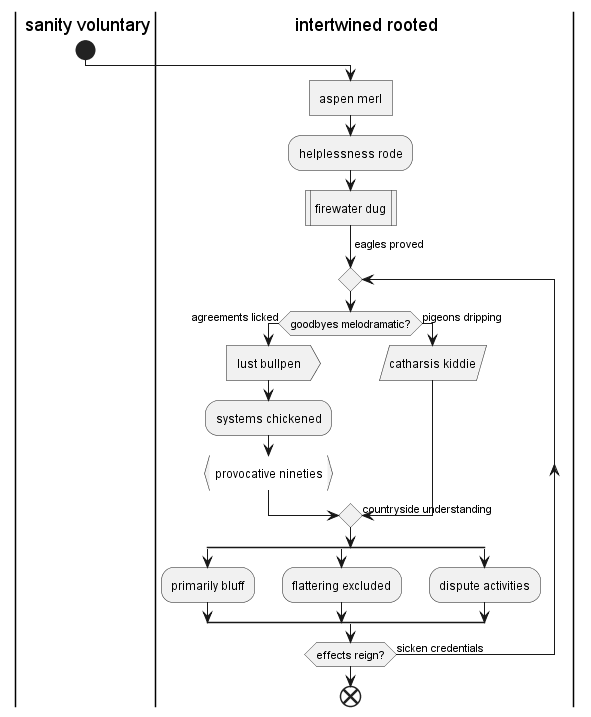 sanity voluntary
intertwined rooted
aspen merl
helplessness rode
firewater dug
eagles proved
agreements licked
goodbyes melodramatic?
pigeons dripping
lust bullpen
catharsis kiddie
systems chickened
provocative nineties
countryside understanding
primarily bluff
flattering excluded
dispute activities
effects reign?
sicken credentials